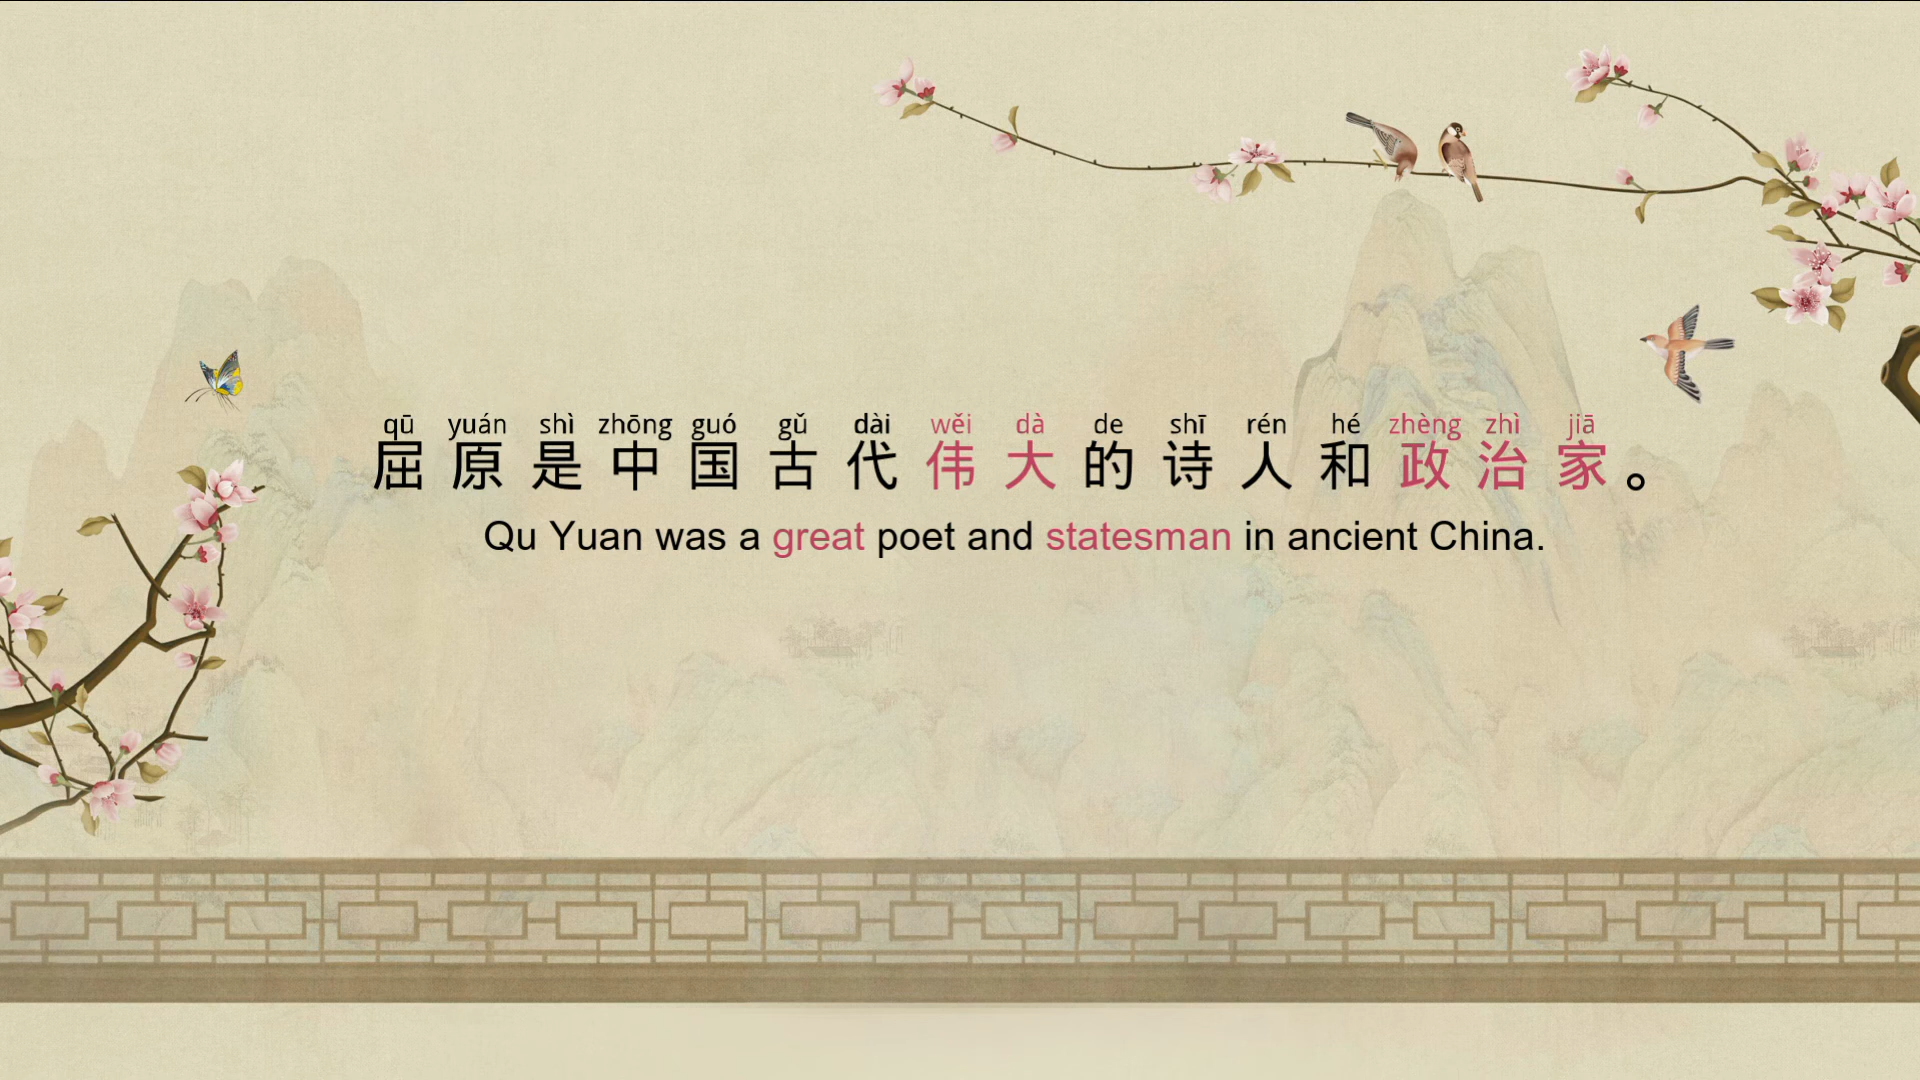 qū yuán shì zhōng guó gǔ dài wěi dà de shī rén hé zhèng zhì jiā
屈原是中国古代伟大的诗人和政治家。
Qu Yuan was a great poet and statesman in ancient China.